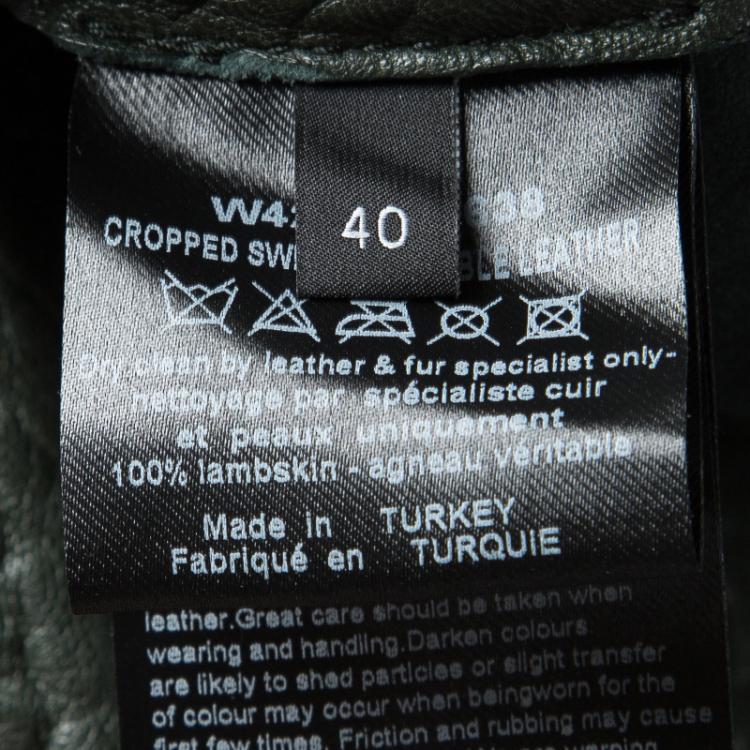 40
W42 638
CROPPED SW BLE LEATHER
Dry clean by leather & fur specialist only-
nettoyage par spécialiste cuir
et peaux uniquement
100% lambskin - agneau véritable
Made in TURKEY
Fabriqué en TURQUIE
leather.Great care should be taken when
wearing and handling.Darken colours
are likely to shed particles or slight transfer
of colour may occur when beingworn for the
first few times. Friction and rubbing may cause